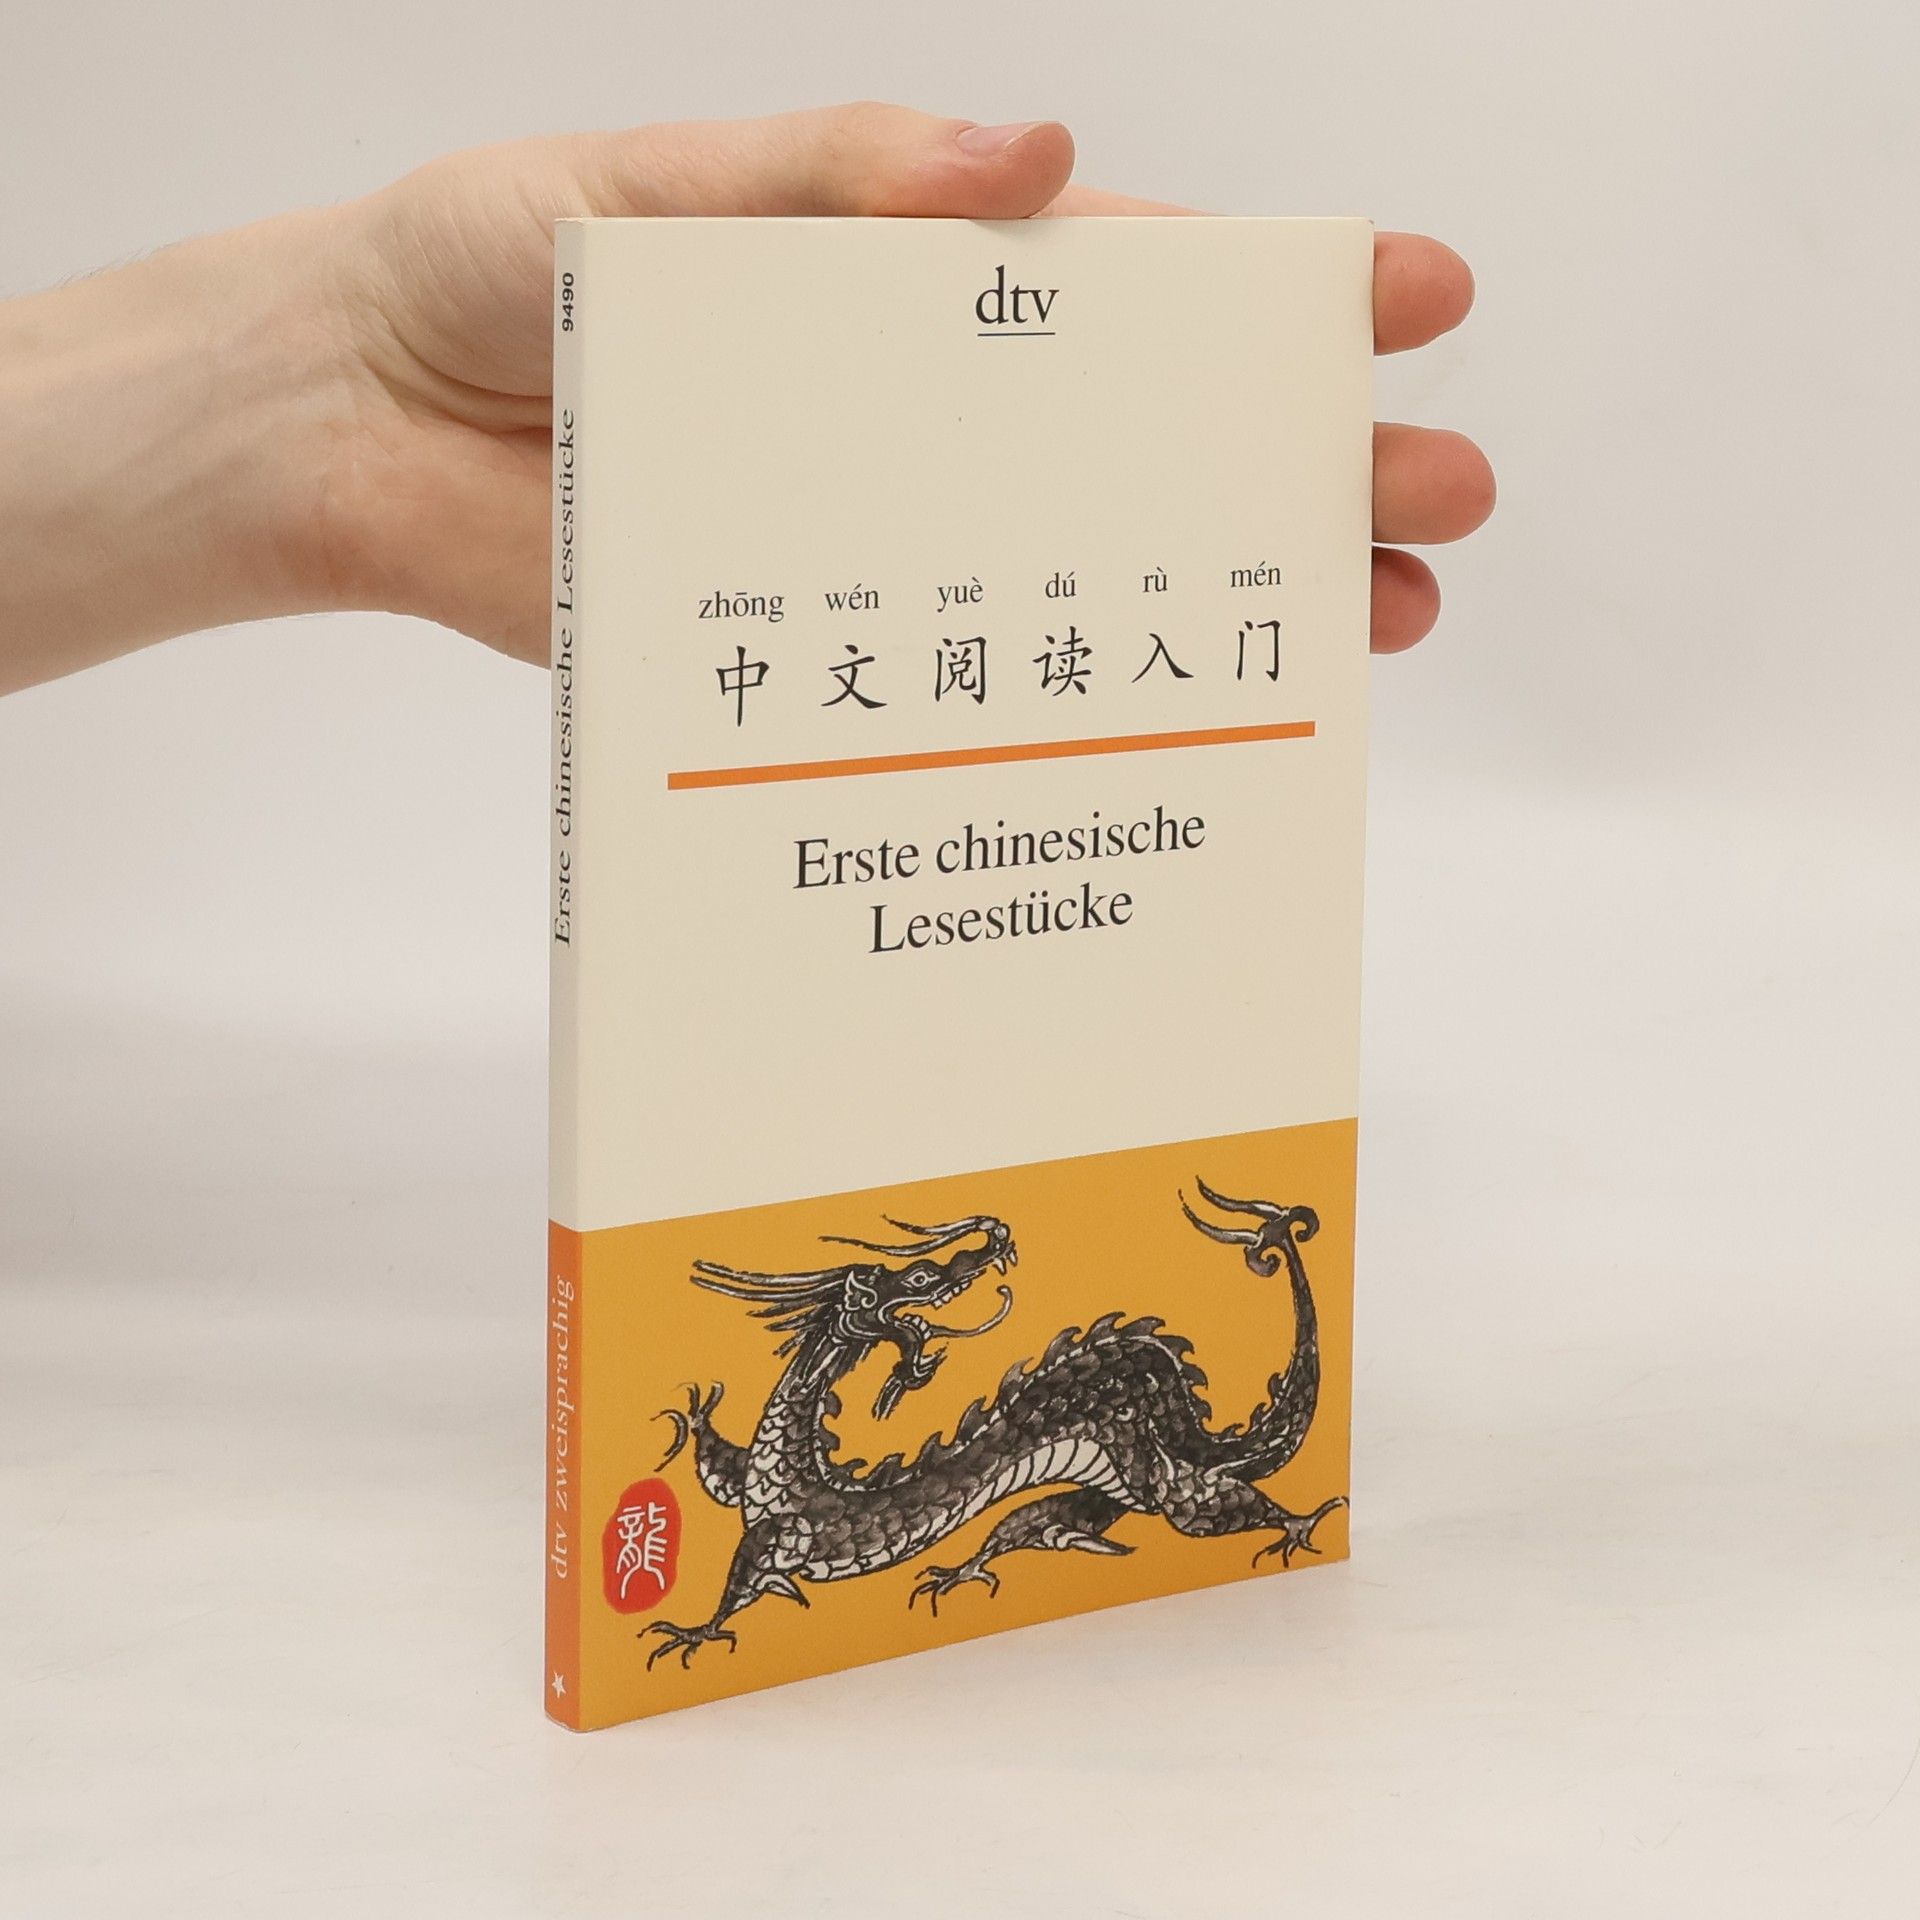 dtv
zhōng wén yuè dú rù mén
中文阅读入门
Erste chinesische
Lesestücke
龍
9490
Erste chinesische Lesestücke
dtv zweisprachig